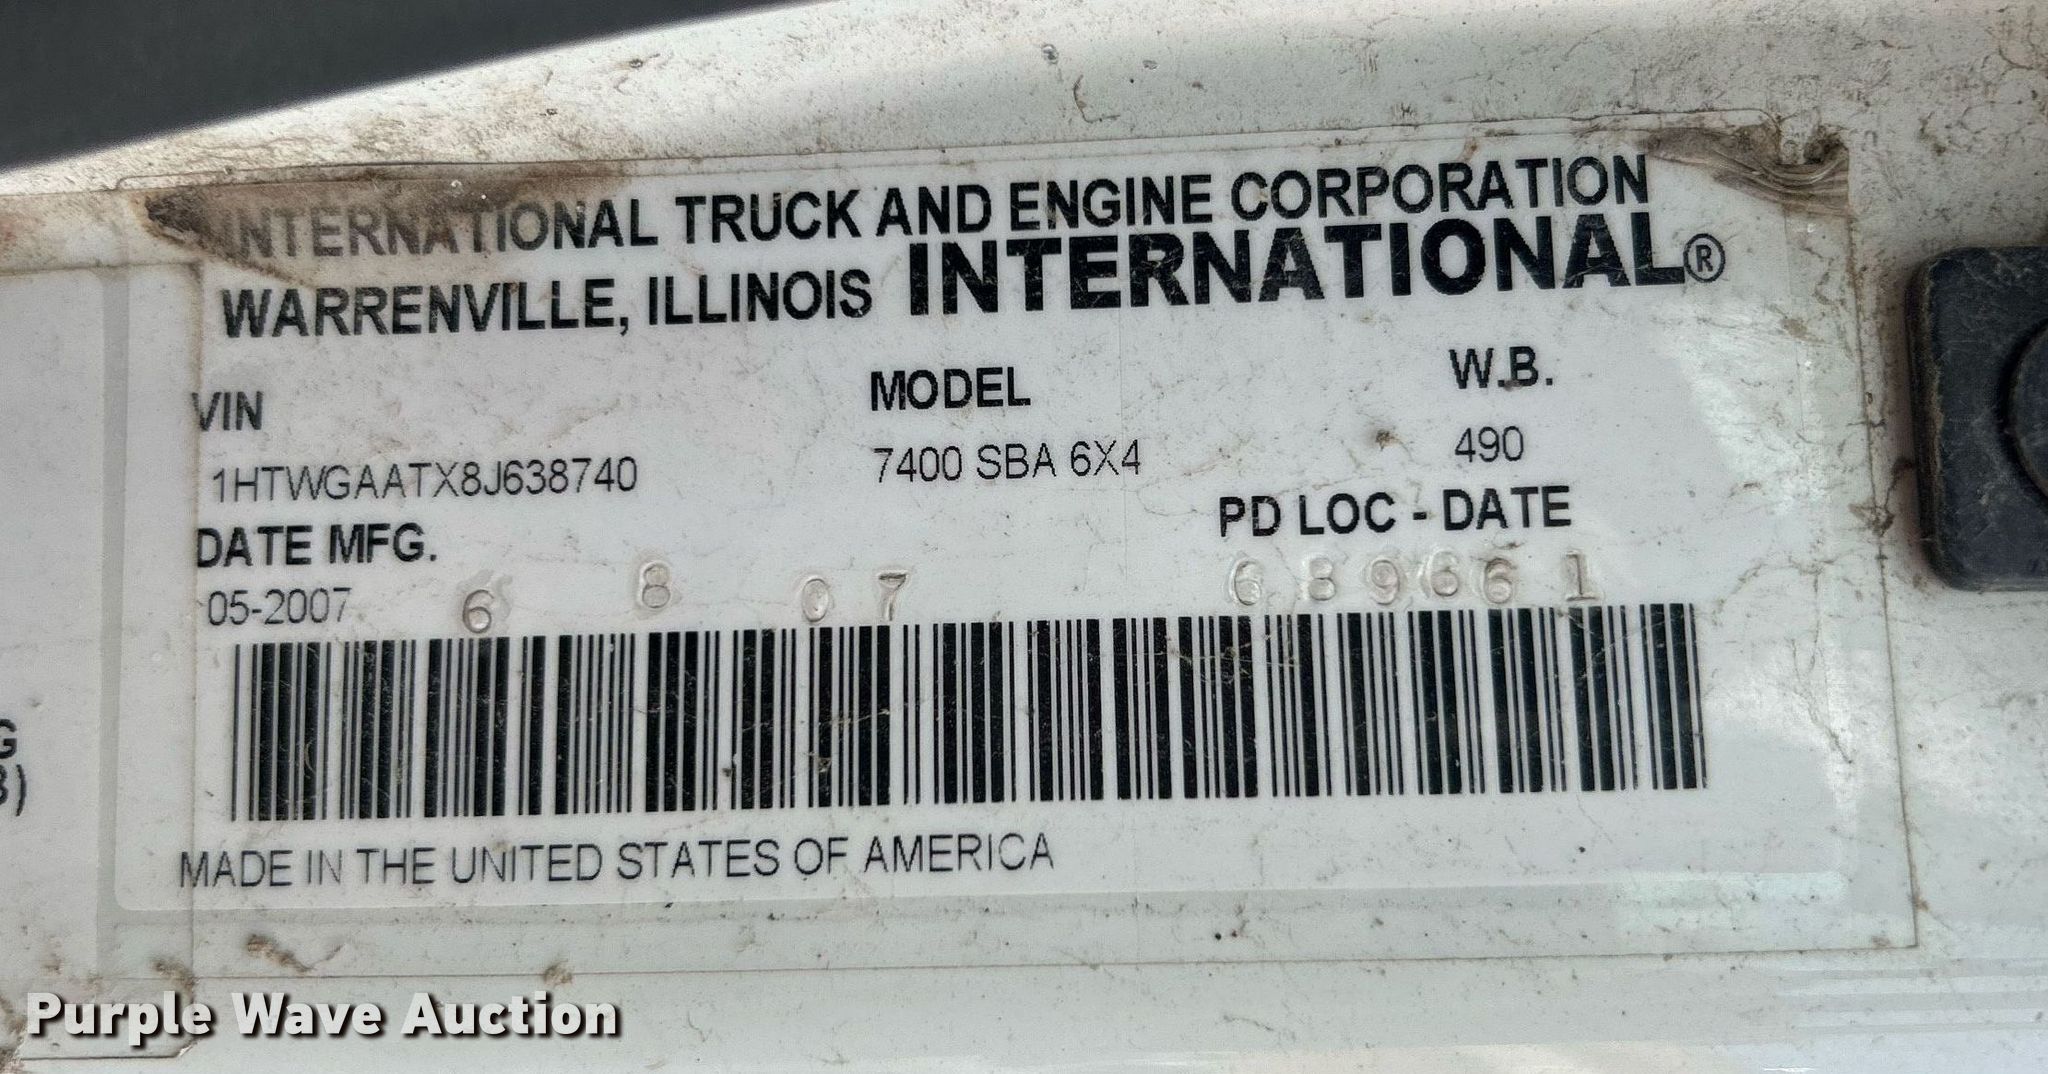 INTERNATIONAL TRUCK AND ENGINE CORPORATION
WARRENVILLE, ILLINOIS INTERNATIONAL®
VIN MODEL W.B.
1HTWGAATX8J638740 7400 SBA 6X4 490
DATE MFG. PD LOC - DATE
05-2007 6 8 07 689661
MADE IN THE UNITED STATES OF AMERICA
G
3)
Purple Wave Auction